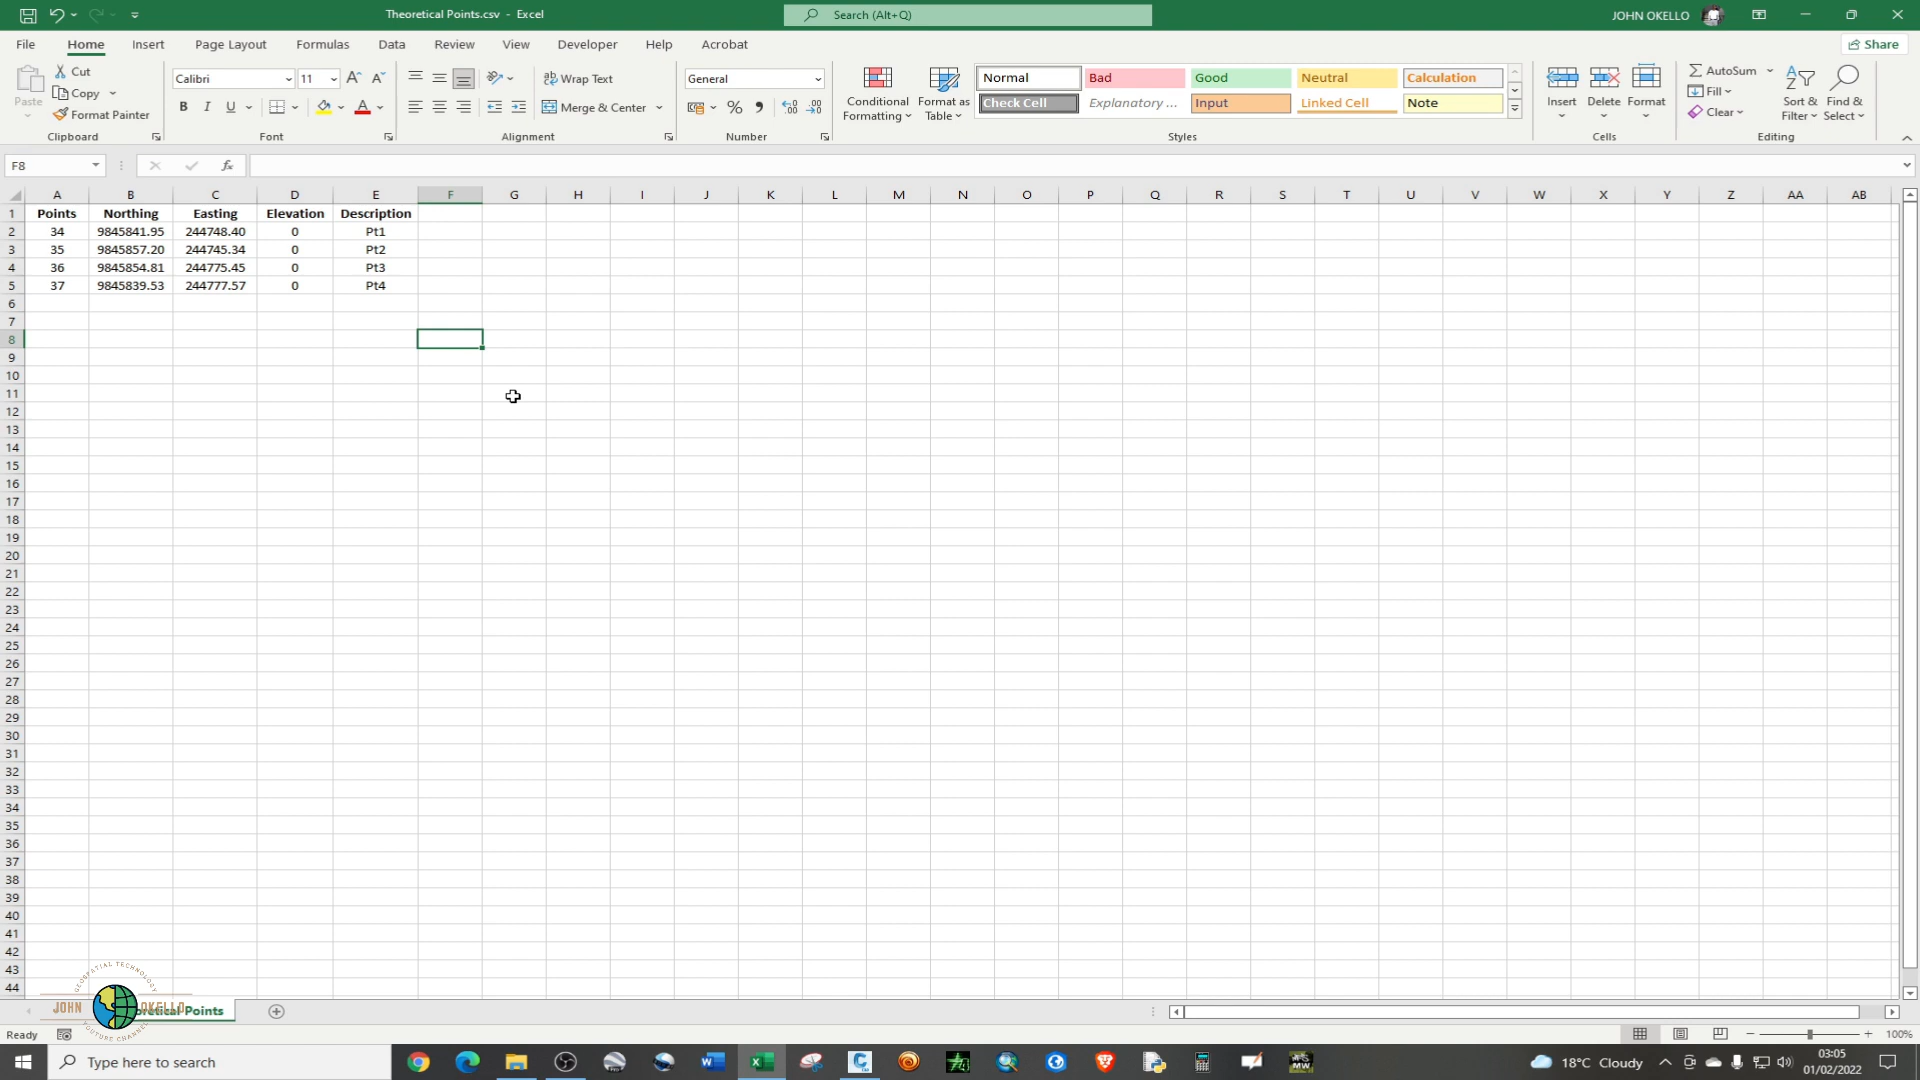 Theoretical Points.csv - Excel
Search (Alt+Q)
JOHN OKELLO
File Home Insert Page Layout Formulas Data Review View Developer Help Acrobat
Share
Paste
Cut
Copy
Format Painter
Clipboard
Calibri 11
B I U
Font
Wrap Text
Merge & Center
Alignment
General
Number
Conditional Formatting
Format as Table
Normal Bad Good Neutral Calculation
Check Cell Explanatory ... Input Linked Cell Note
Styles
Insert Delete Format
Cells
AutoSum
Fill
Clear
Sort & Filter
Find & Select
Editing
F8
fx
A B C D E F G H I J K L M N O P Q R S T U V W X Y Z AA AB
1 Points Northing Easting Elevation Description
2 34 9845841.95 244748.40 0 Pt1
3 35 9845857.20 244745.34 0 Pt2
4 36 9845854.81 244775.45 0 Pt3
5 37 9845839.53 244777.57 0 Pt4
6
7
8
9
10
11
12
13
14
15
16
17
18
19
20
21
22
23
24
25
26
27
28
29
30
31
32
33
34
35
36
37
38
39
40
41
42
43
44
GEOSPATIAL TECHNOLOGY
JOHN OKELLO
YOUTUBE CHANNEL
Points
Ready
100%
Type here to search
18°C Cloudy
03:05
01/02/2022